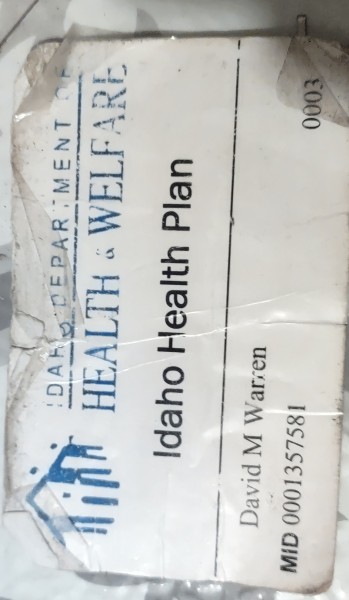 IDAHO DEPARTMENT OF
HEALTH & WELFARE
Idaho Health Plan
David M Warren
MID 0001357581
0003